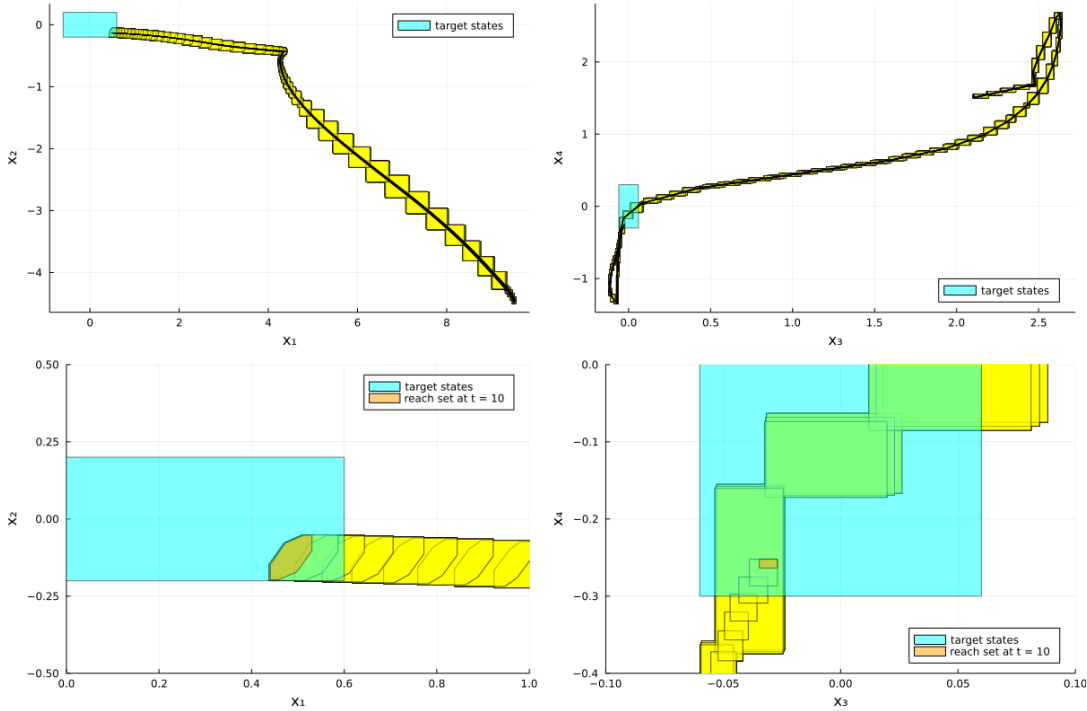 target states
0
−1
−2
−3
−4
x₂
0
2
4
6
8
x₁
target states
2
1
0
−1
x₄
0.0
0.5
1.0
1.5
2.0
2.5
x₃
target states
reach set at t = 10
0.50
0.25
0.00
−0.25
−0.50
x₂
0.0
0.2
0.4
0.6
0.8
1.0
x₁
target states
reach set at t = 10
0.0
−0.1
−0.2
−0.3
−0.4
x₄
−0.10
−0.05
0.00
0.05
0.10
x₃